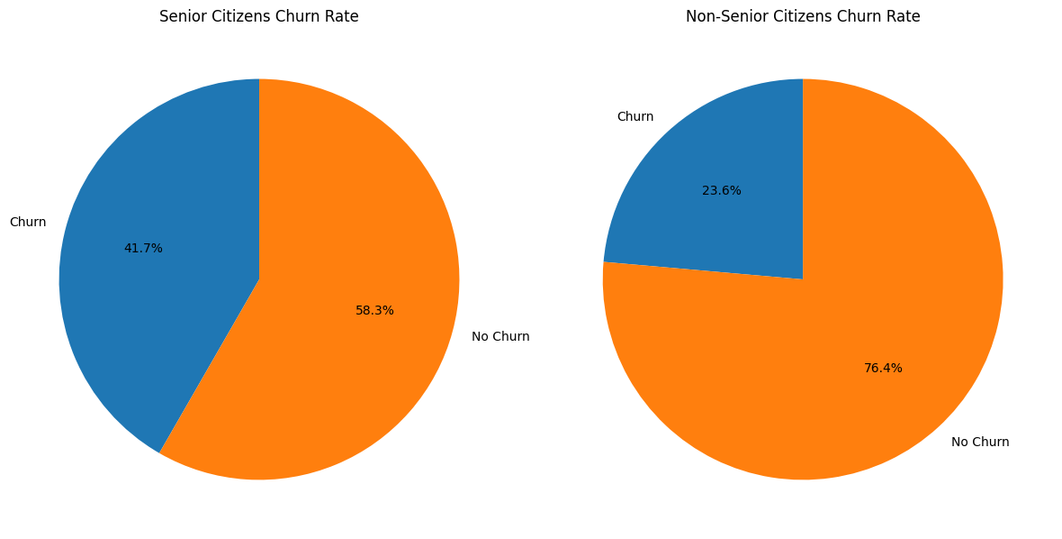 Senior Citizens Churn Rate
Churn
41.7%
58.3%
No Churn
Non-Senior Citizens Churn Rate
Churn
23.6%
76.4%
No Churn